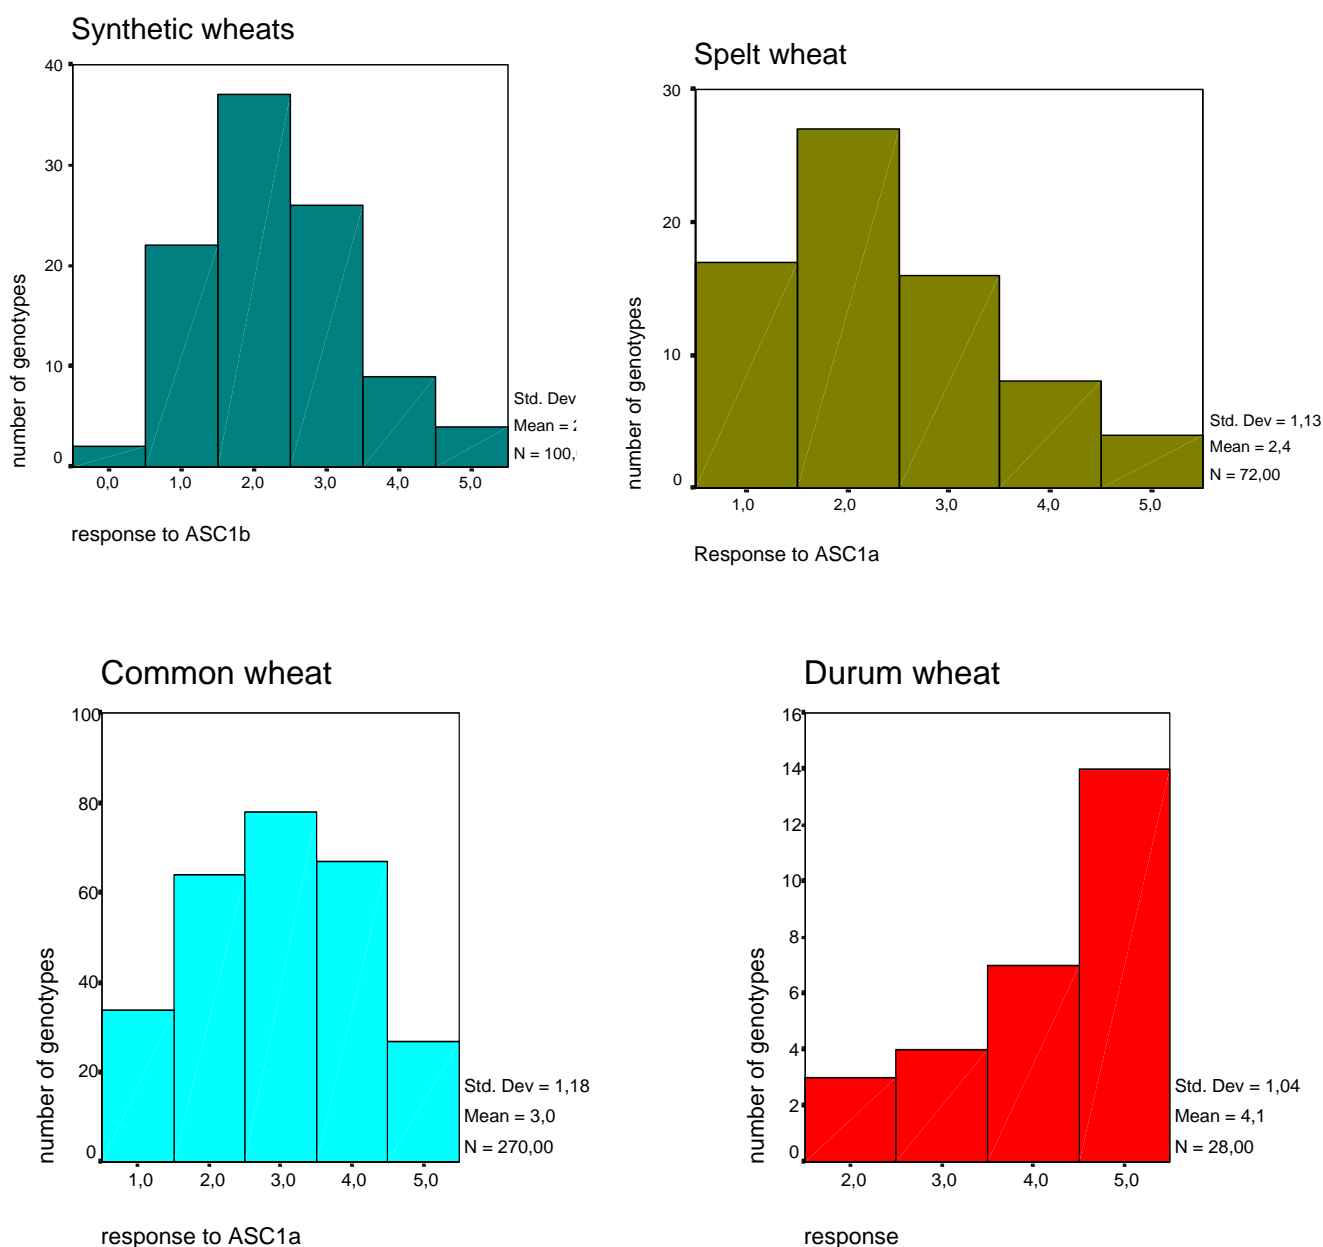 Synthetic wheats
40
30
20
10
0
number of genotypes
0,0 1,0 2,0 3,0 4,0 5,0
Std. Dev
Mean =
N = 100,
response to ASC1b
Spelt wheat
30
20
10
0
number of genotypes
1,0 2,0 3,0 4,0 5,0
Std. Dev = 1,13
Mean = 2,4
N = 72,00
Response to ASC1a
Common wheat
100
80
60
40
20
0
number of genotypes
1,0 2,0 3,0 4,0 5,0
Std. Dev = 1,18
Mean = 3,0
N = 270,00
response to ASC1a
Durum wheat
16
14
12
10
8
6
4
2
0
number of genotypes
2,0 3,0 4,0 5,0
Std. Dev = 1,04
Mean = 4,1
N = 28,00
response